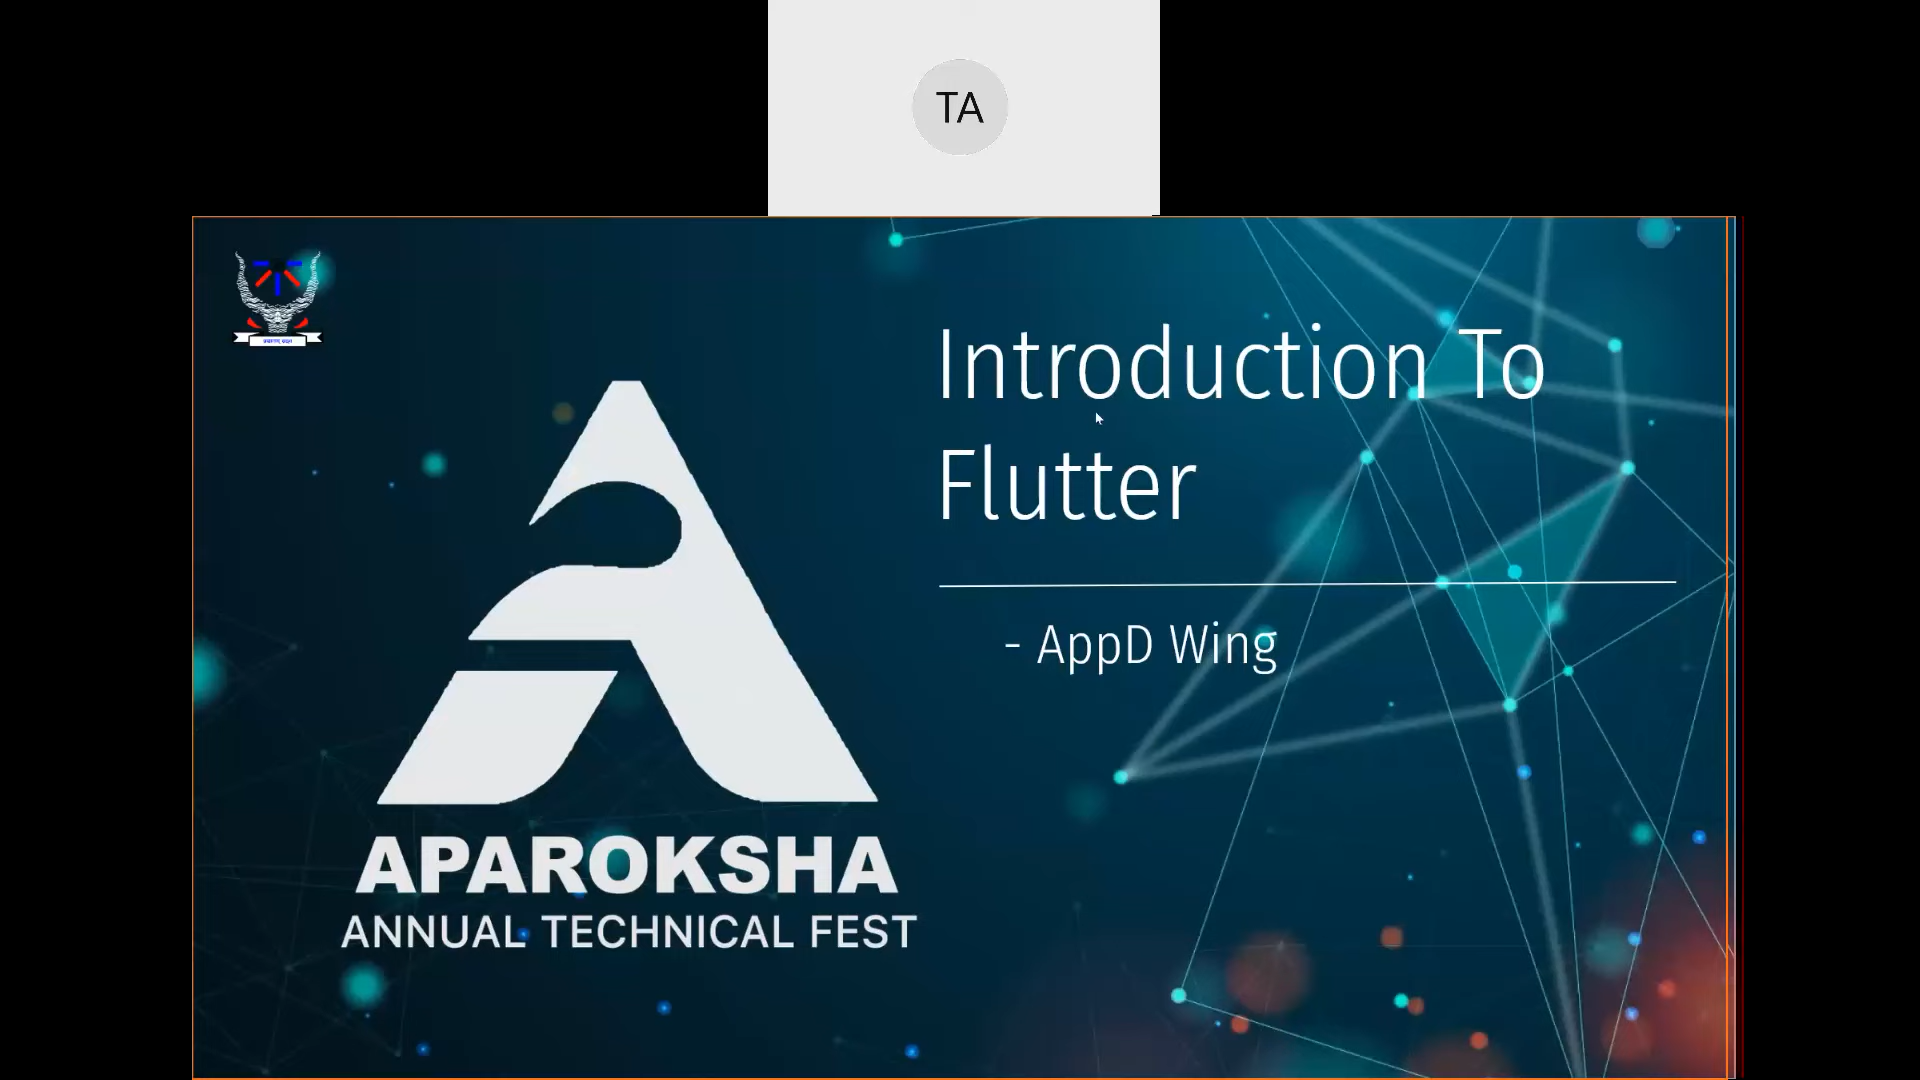 TA
Introduction To
Flutter
- AppD Wing
APAROKSHA
ANNUAL TECHNICAL FEST